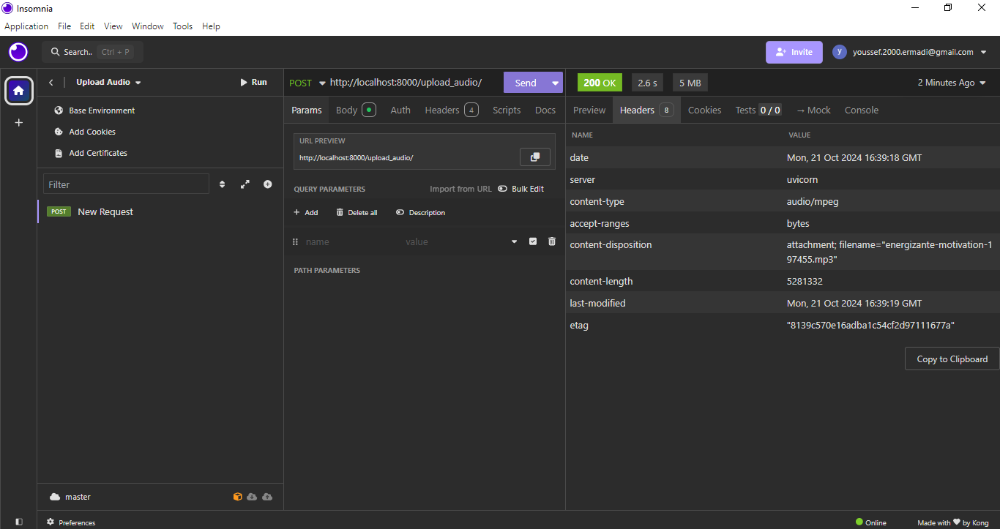 Insomnia
Application File Edit View Window Tools Help
Search.. Ctrl + P
Invite
y
youssef.2000.ermadi@gmail.com
Upload Audio
Run
Base Environment
Add Cookies
Add Certificates
Filter
POST New Request
master
Preferences
POST http://localhost:8000/upload_audio/ Send
Params Body Auth Headers 4 Scripts Docs
URL PREVIEW
http://localhost:8000/upload_audio/
QUERY PARAMETERS Import from URL Bulk Edit
+ Add Delete all Description
name value
PATH PARAMETERS
200 OK 2.6 s 5 MB 2 Minutes Ago
Preview Headers 8 Cookies Tests 0 / 0 → Mock Console
NAME VALUE
date Mon, 21 Oct 2024 16:39:18 GMT
server uvicorn
content-type audio/mpeg
accept-ranges bytes
content-disposition attachment; filename="energizante-motivation-1
97455.mp3"
content-length 5281332
last-modified Mon, 21 Oct 2024 16:39:19 GMT
etag "8139c570e16adba1c54cf2d97111677a"
Copy to Clipboard
Online Made with ♥ by Kong